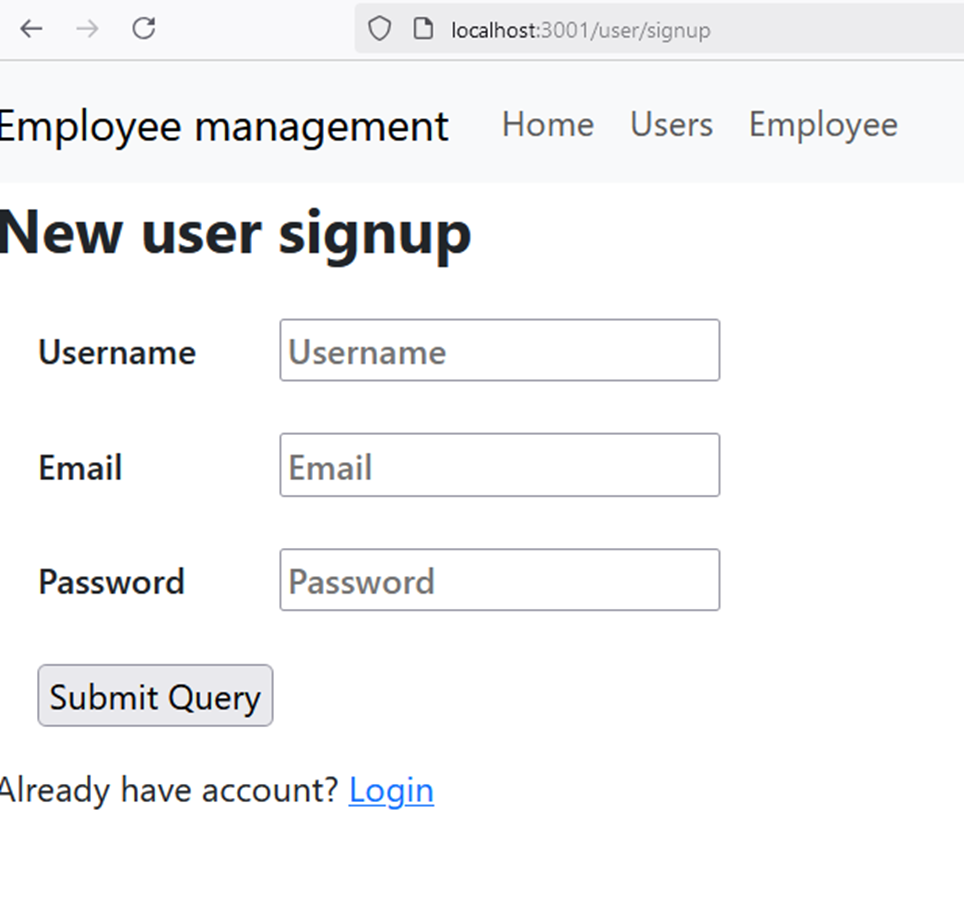 localhost:3001/user/signup
Employee management Home Users Employee
New user signup
Username Username
Email Email
Password Password
Submit Query
Already have account? Login